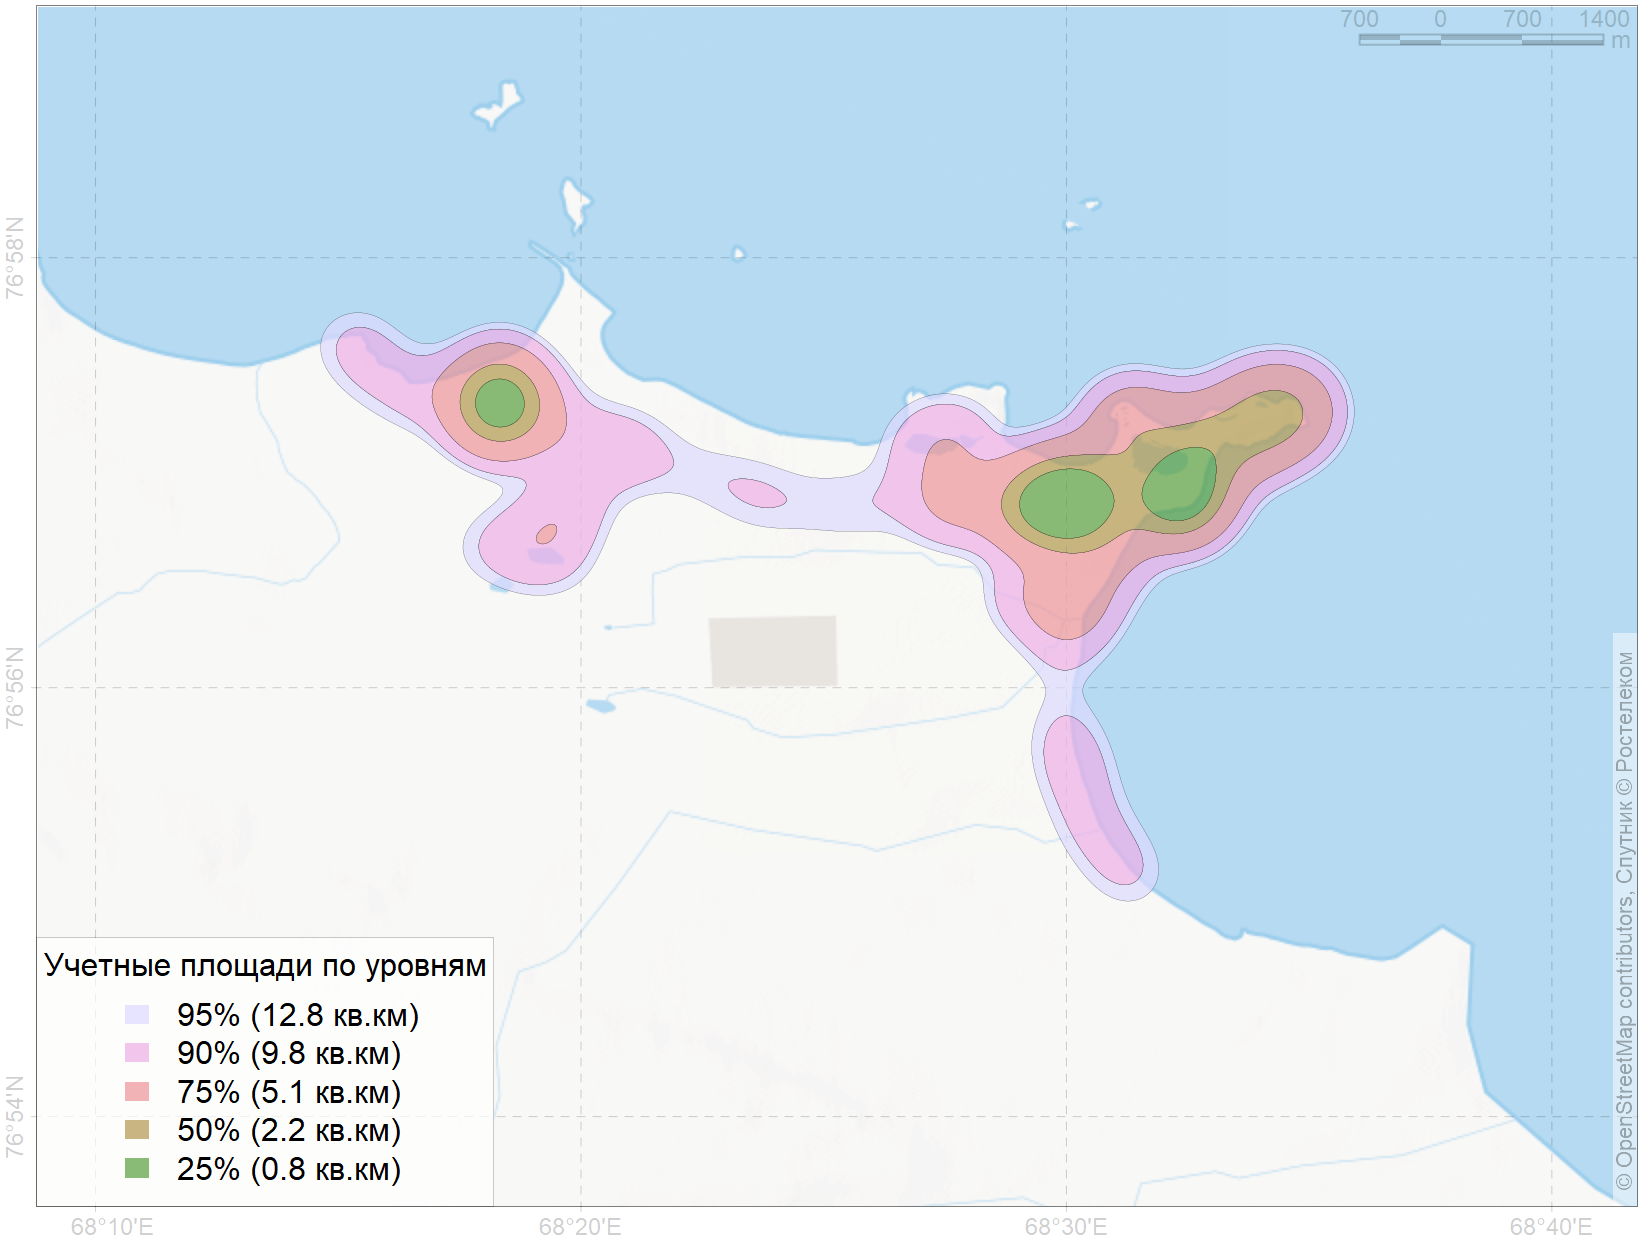 700 0 700 1400
m
76°58'N
76°56'N
76°54'N
Учетные площади по уровням
95% (12.8 кв.км)
90% (9.8 кв.км)
75% (5.1 кв.км)
50% (2.2 кв.км)
25% (0.8 кв.км)
68°10'E 68°20'E 68°30'E 68°40'E
© OpenStreetMap contributors, Спутник © Ростелеком